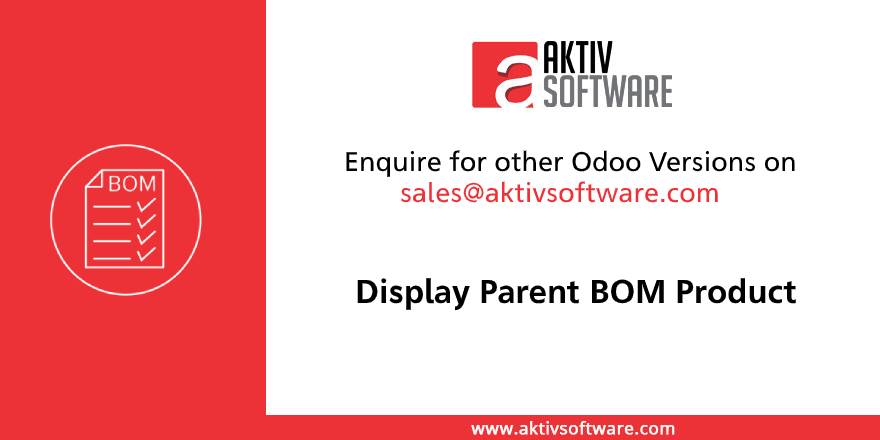 AKTIV
SOFTWARE
Enquire for other Odoo Versions on
sales@aktivsoftware.com
BOM
Display Parent BOM Product
www.aktivsoftware.com